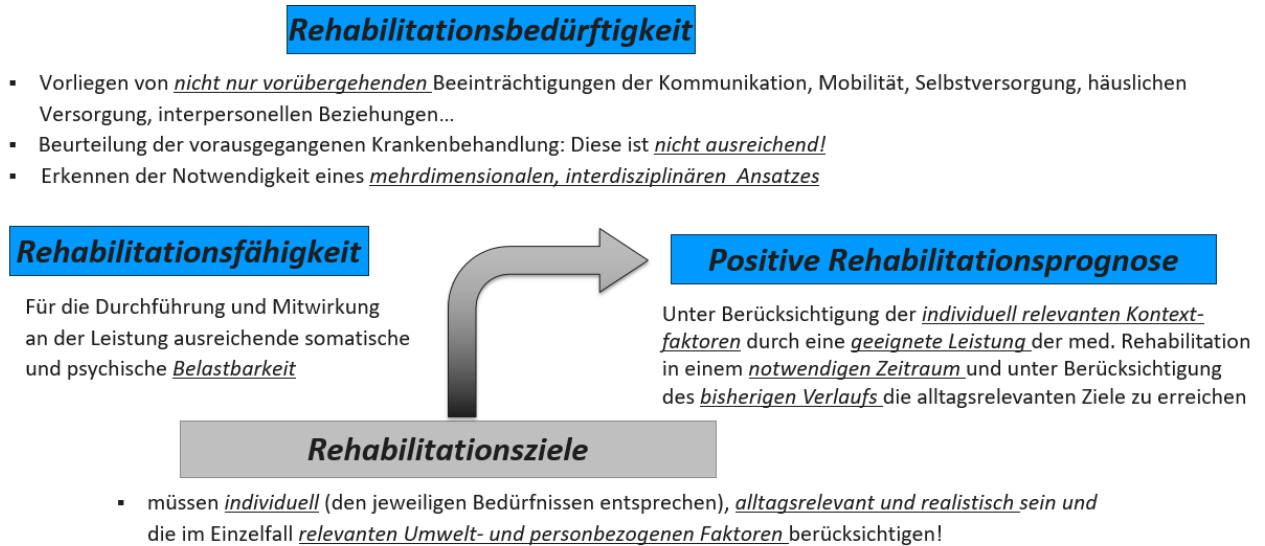 Rehabilitationsbedürftigkeit
▪ Vorliegen von nicht nur vorübergehenden Beeinträchtigungen der Kommunikation, Mobilität, Selbstversorgung, häuslichen
Versorgung, interpersonellen Beziehungen...
▪ Beurteilung der vorausgegangenen Krankenbehandlung: Diese ist nicht ausreichend!
▪ Erkennen der Notwendigkeit eines mehrdimensionalen, interdisziplinären Ansatzes
Rehabilitationsfähigkeit
Für die Durchführung und Mitwirkung
an der Leistung ausreichende somatische
und psychische Belastbarkeit
Positive Rehabilitationsprognose
Unter Berücksichtigung der individuell relevanten Kontext-
faktoren durch eine geeignete Leistung der med. Rehabilitation
in einem notwendigen Zeitraum und unter Berücksichtigung
des bisherigen Verlaufs die alltagsrelevanten Ziele zu erreichen
Rehabilitationsziele
▪ müssen individuell (den jeweiligen Bedürfnissen entsprechen), alltagsrelevant und realistisch sein und
die im Einzelfall relevanten Umwelt- und personbezogenen Faktoren berücksichtigen!